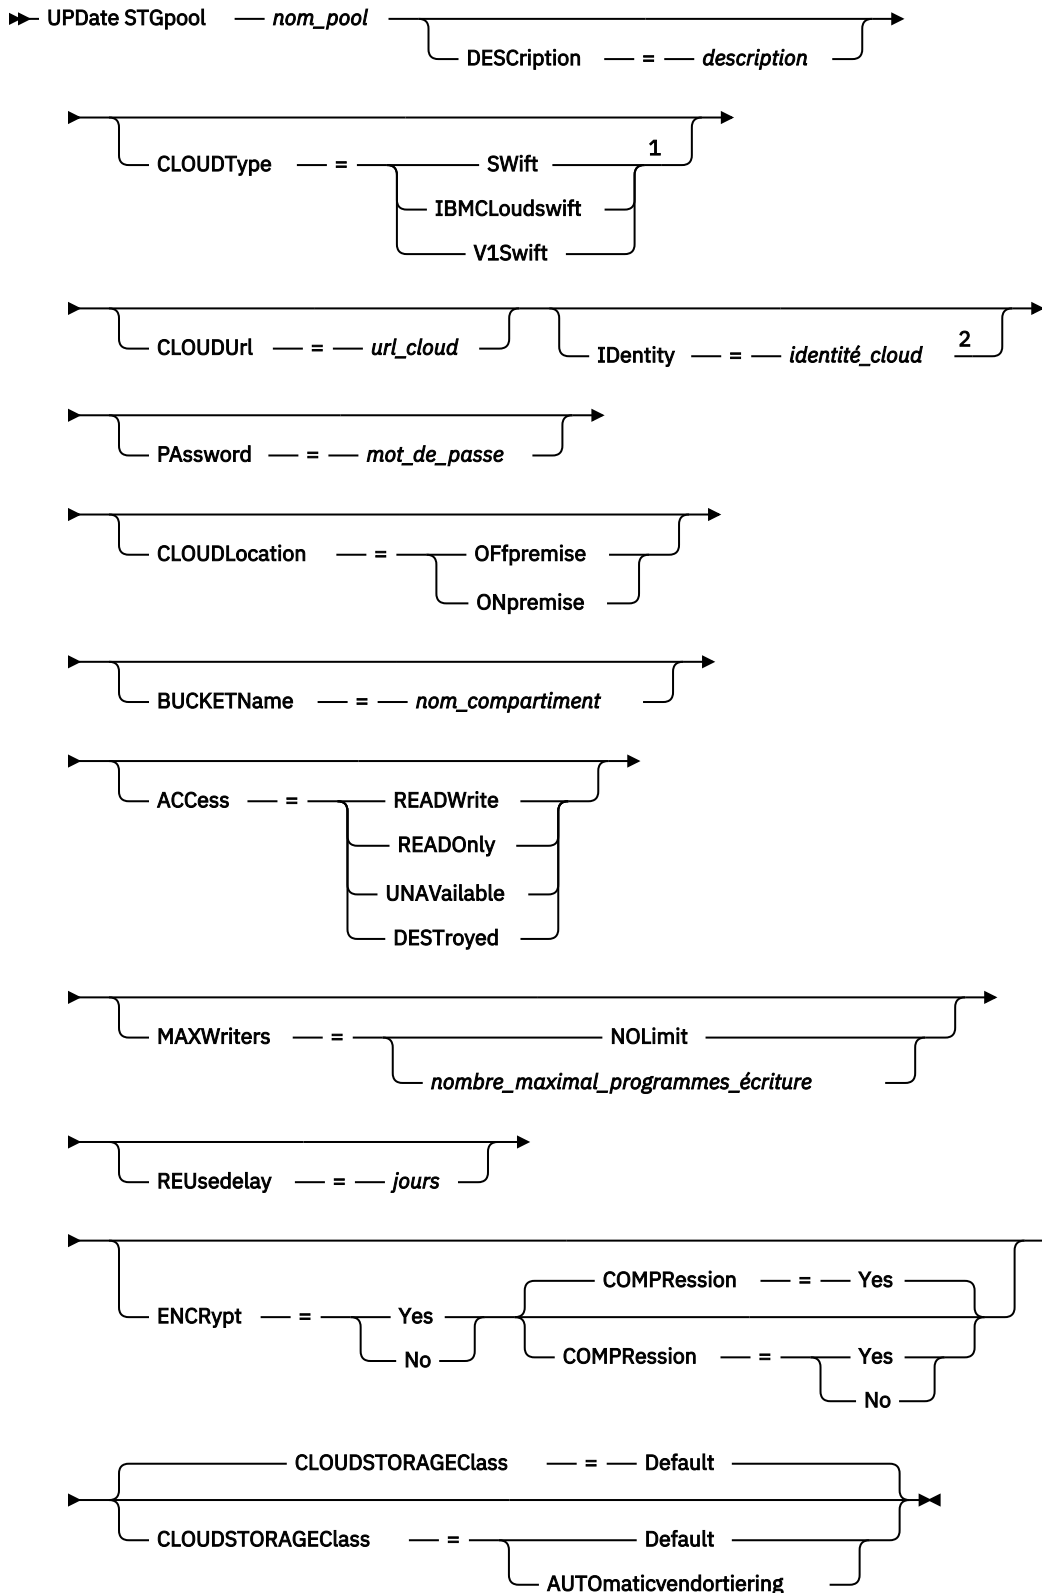 UPDate STGpool nom_pool
DESCription = description
CLOUDType = SWift 1
IBMCLoudswift
V1Swift
CLOUDUrl = url_cloud
IDentity = identité_cloud 2
PAssword = mot_de_passe
CLOUDLocation = OFfpremise
ONpremise
BUCKETName = nom_compartiment
ACCess = READWrite
READOnly
UNAVailable
DESTroyed
MAXWriters = NOLimit
nombre_maximal_programmes_écriture
REUsedelay = jours
COMPRession = Yes
ENCRypt = Yes
No
COMPRession = Yes
No
CLOUDSTORAGEClass = Default
CLOUDSTORAGEClass = Default
AUTOmaticvendortiering